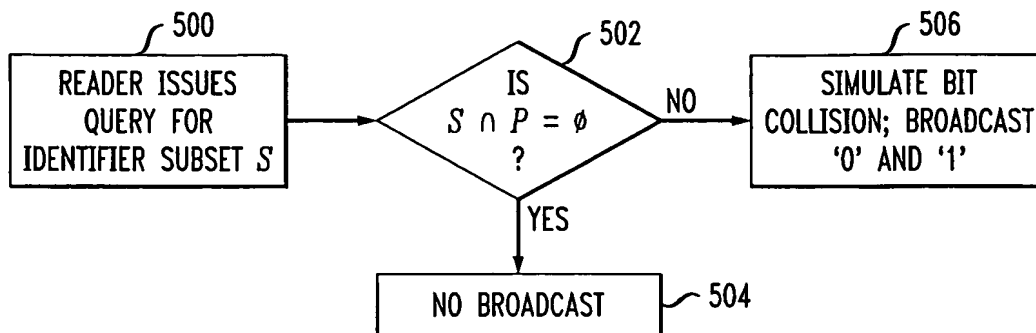 500
READER ISSUES
QUERY FOR
IDENTIFIER SUBSET S
502
IS
S ∩ P = ø
?
NO
YES
506
SIMULATE BIT
COLLISION; BROADCAST
‘0’ AND ‘1’
NO BROADCAST
504